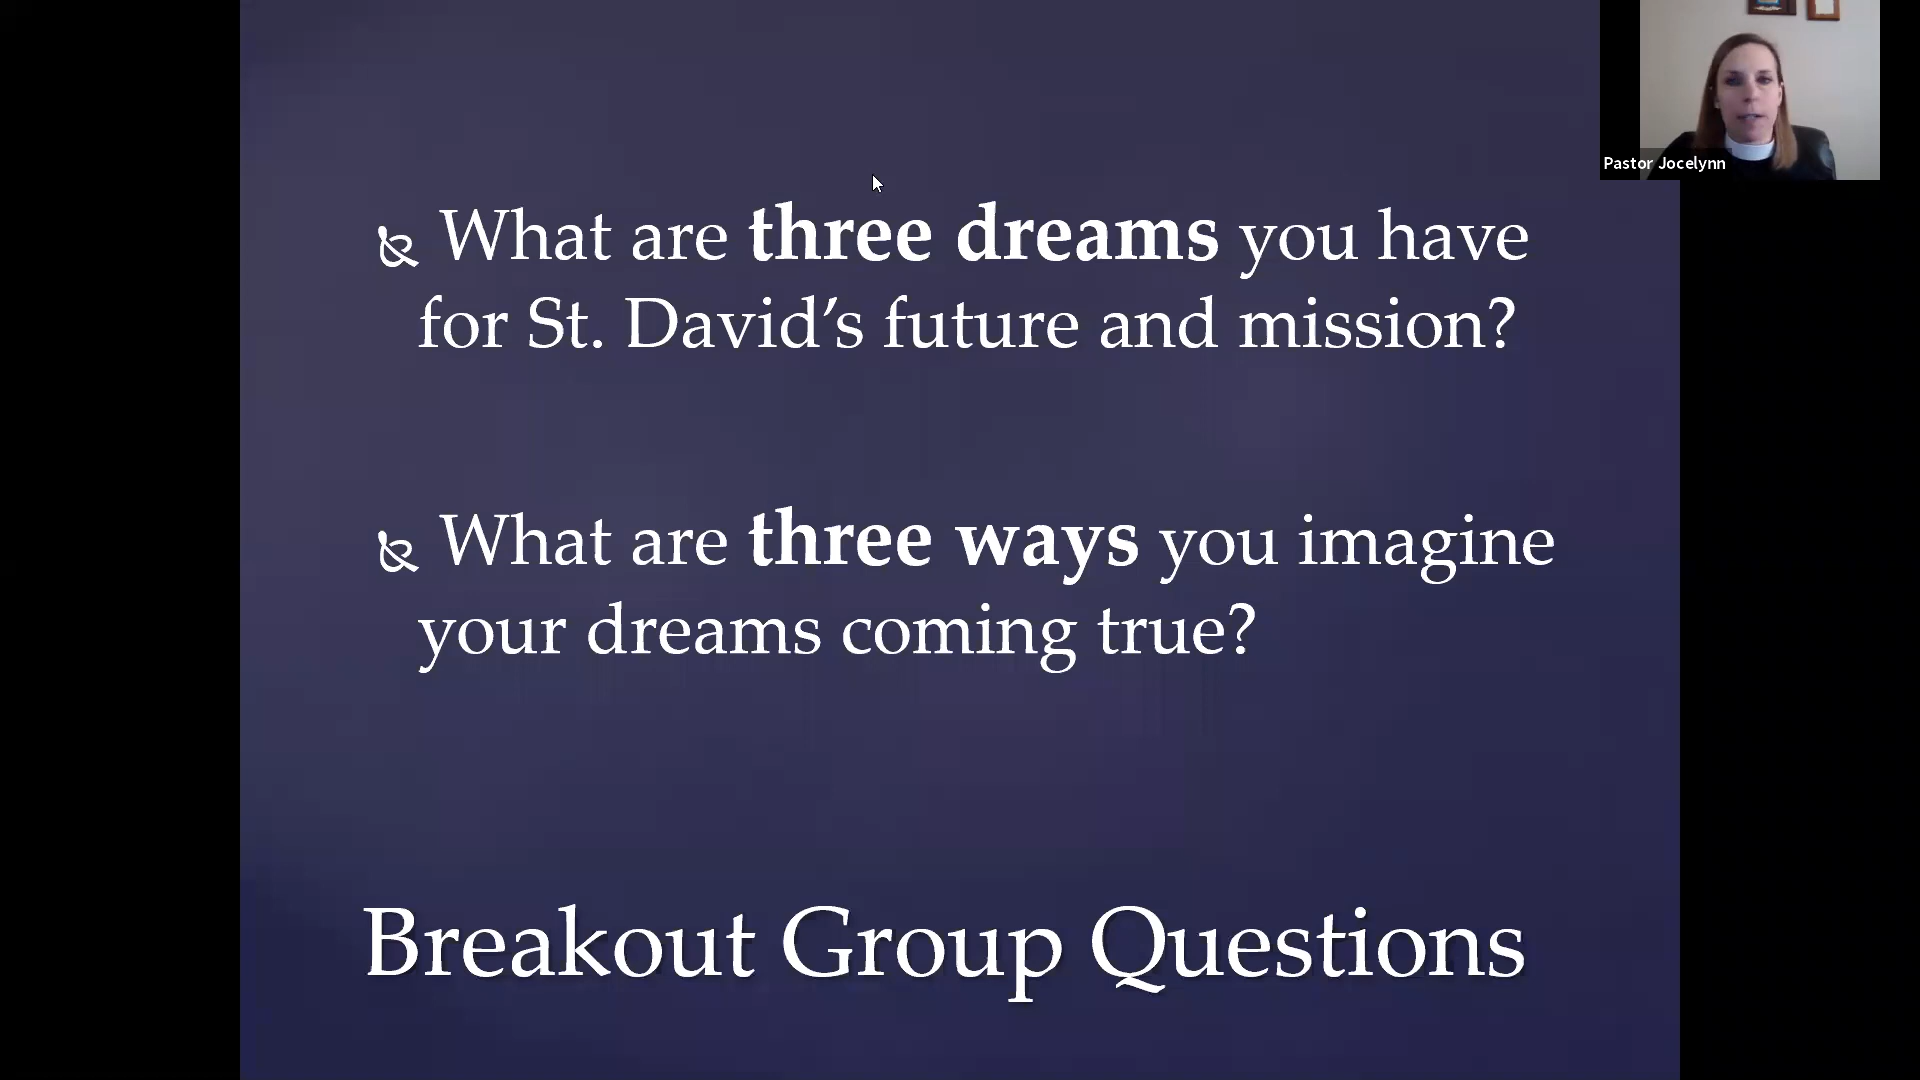 What are three dreams you have
for St. David’s future and mission?
What are three ways you imagine
your dreams coming true?
Breakout Group Questions
Pastor Jocelynn